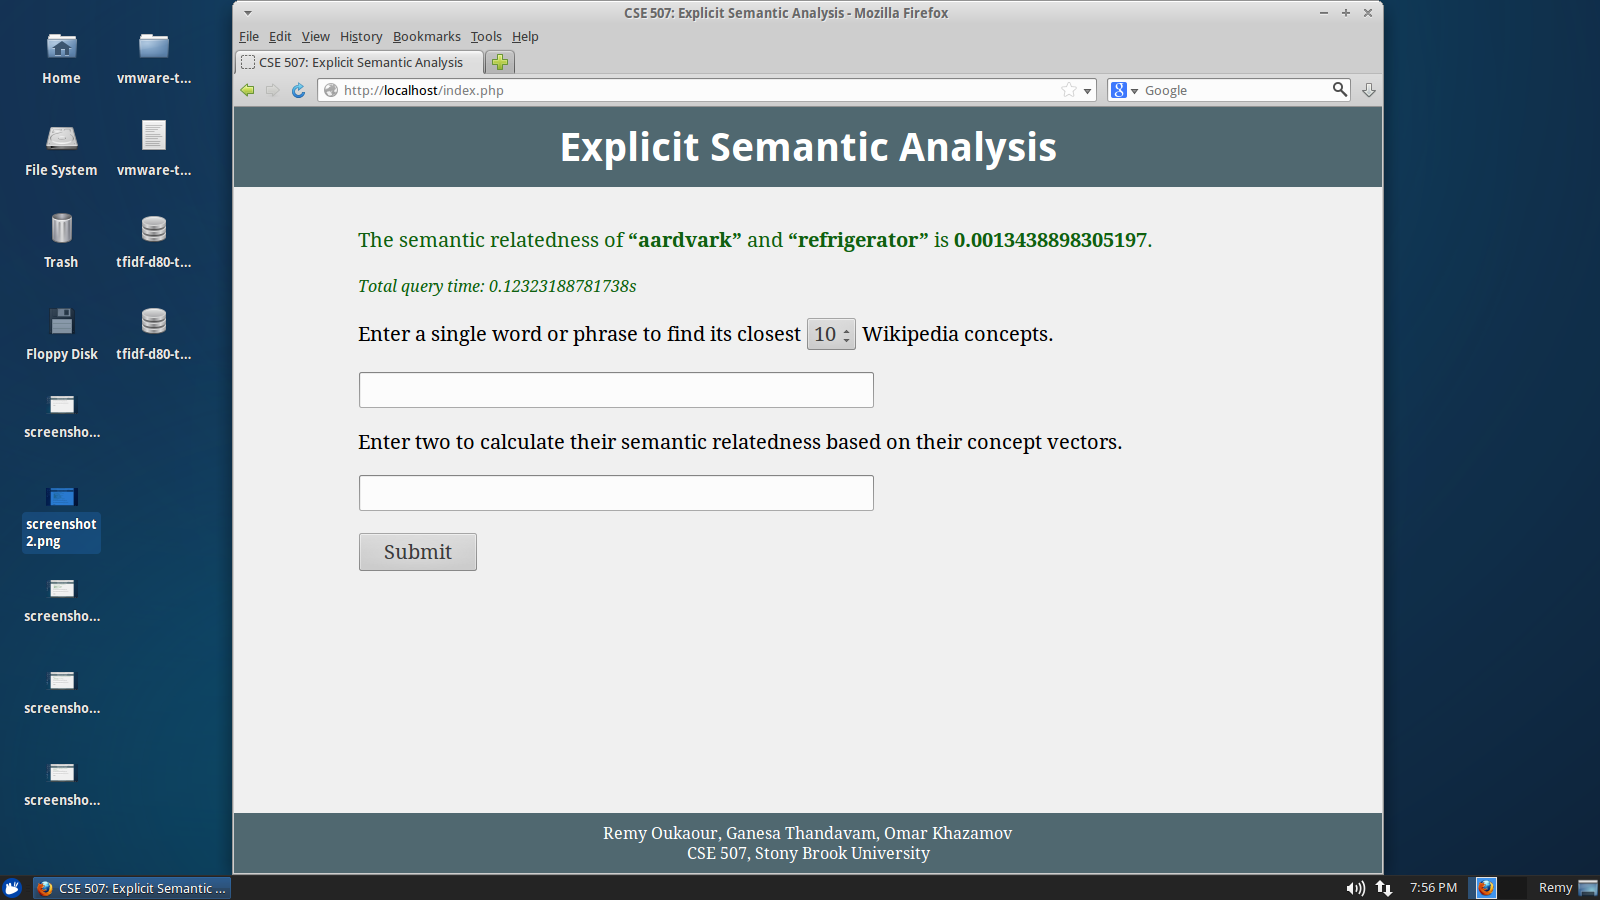 Home
vmware-t...
File System
vmware-t...
Trash
tfidf-d80-t...
Floppy Disk
tfidf-d80-t...
screensho...
screenshot
2.png
screensho...
screensho...
screensho...
CSE 507: Explicit Semantic Analysis - Mozilla Firefox
File Edit View History Bookmarks Tools Help
CSE 507: Explicit Semantic Analysis
http://localhost/index.php
8 Google
Explicit Semantic Analysis
The semantic relatedness of “aardvark” and “refrigerator” is 0.0013438898305197.
Total query time: 0.12323188781738s
Enter a single word or phrase to find its closest 10 Wikipedia concepts.
Enter two to calculate their semantic relatedness based on their concept vectors.
Submit
Remy Oukaour, Ganesa Thandavam, Omar Khazamov
CSE 507, Stony Brook University
CSE 507: Explicit Semantic ...
7:56 PM
Remy